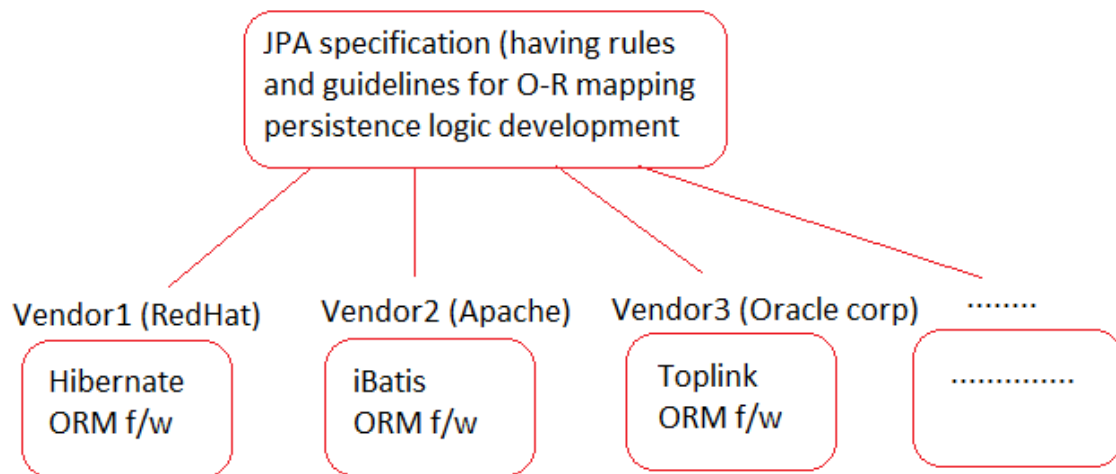 JPA specification (having rules
and guidelines for O-R mapping
persistence logic development
Vendor1 (RedHat)
Vendor2 (Apache)
Vendor3 (Oracle corp)
........
Hibernate
ORM f/w
iBatis
ORM f/w
Toplink
ORM f/w
..............